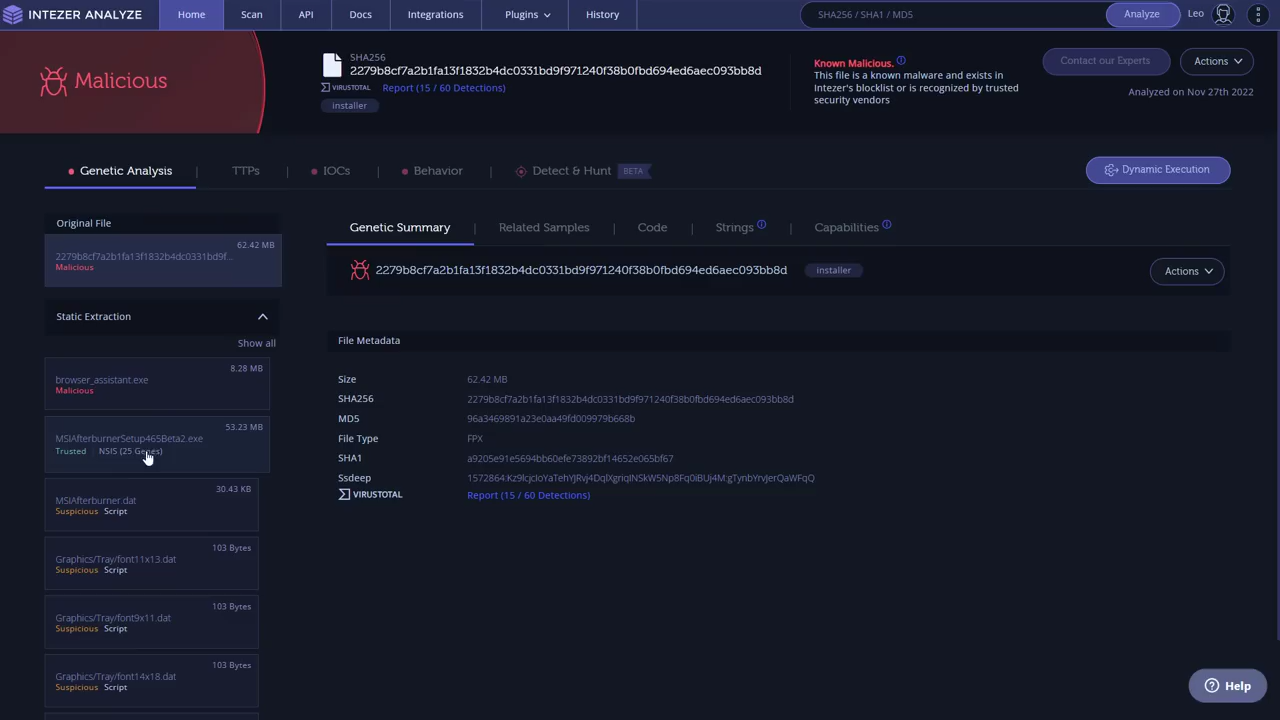 INTEZER ANALYZE
Home
Scan
API
Docs
Integrations
Plugins
History
SHA256 / SHA1 / MD5
Analyze
Leo
Malicious
SHA256
2279b8cf7a2b1fa13f1832b4dc0331bd9f971240f38b0fbd694ed6aec093bb8d
VIRUSTOTAL
Report (15 / 60 Detections)
installer
Known Malicious.
This file is a known malware and exists in
Intezer's blocklist or is recognized by trusted
security vendors
Contact our Experts
Actions
Analyzed on Nov 27th 2022
Genetic Analysis
TTPs
IOCs
Behavior
Detect & Hunt
BETA
Dynamic Execution
Original File
62.42 MB
2279b8cf7a2b1fa13f1832b4dc0331bd9f...
Malicious
Static Extraction
Show all
8.28 MB
browser_assistant.exe
Malicious
53.23 MB
MSIAfterburnerSetup465Beta2.exe
Trusted NSIS (25 Genes)
30.43 KB
MSIAfterburner.dat
Suspicious Script
103 Bytes
Graphics/Tray/font11x13.dat
Suspicious Script
103 Bytes
Graphics/Tray/font9x11.dat
Suspicious Script
103 Bytes
Graphics/Tray/font14x18.dat
Suspicious Script
Genetic Summary
Related Samples
Code
Strings
Capabilities
2279b8cf7a2b1fa13f1832b4dc0331bd9f971240f38b0fbd694ed6aec093bb8d
installer
Actions
File Metadata
Size 62.42 MB
SHA256 2279b8cf7a2b1fa13f1832b4dc0331bd9f971240f38b0fbd694ed6aec093bb8d
MD5 96a3469891a23e0aa49fd009979b668b
File Type FPX
SHA1 a9205e91e5694bb60efe73892bf14652e065bf67
Ssdeep
VIRUSTOTAL Report (15 / 60 Detections)
Help